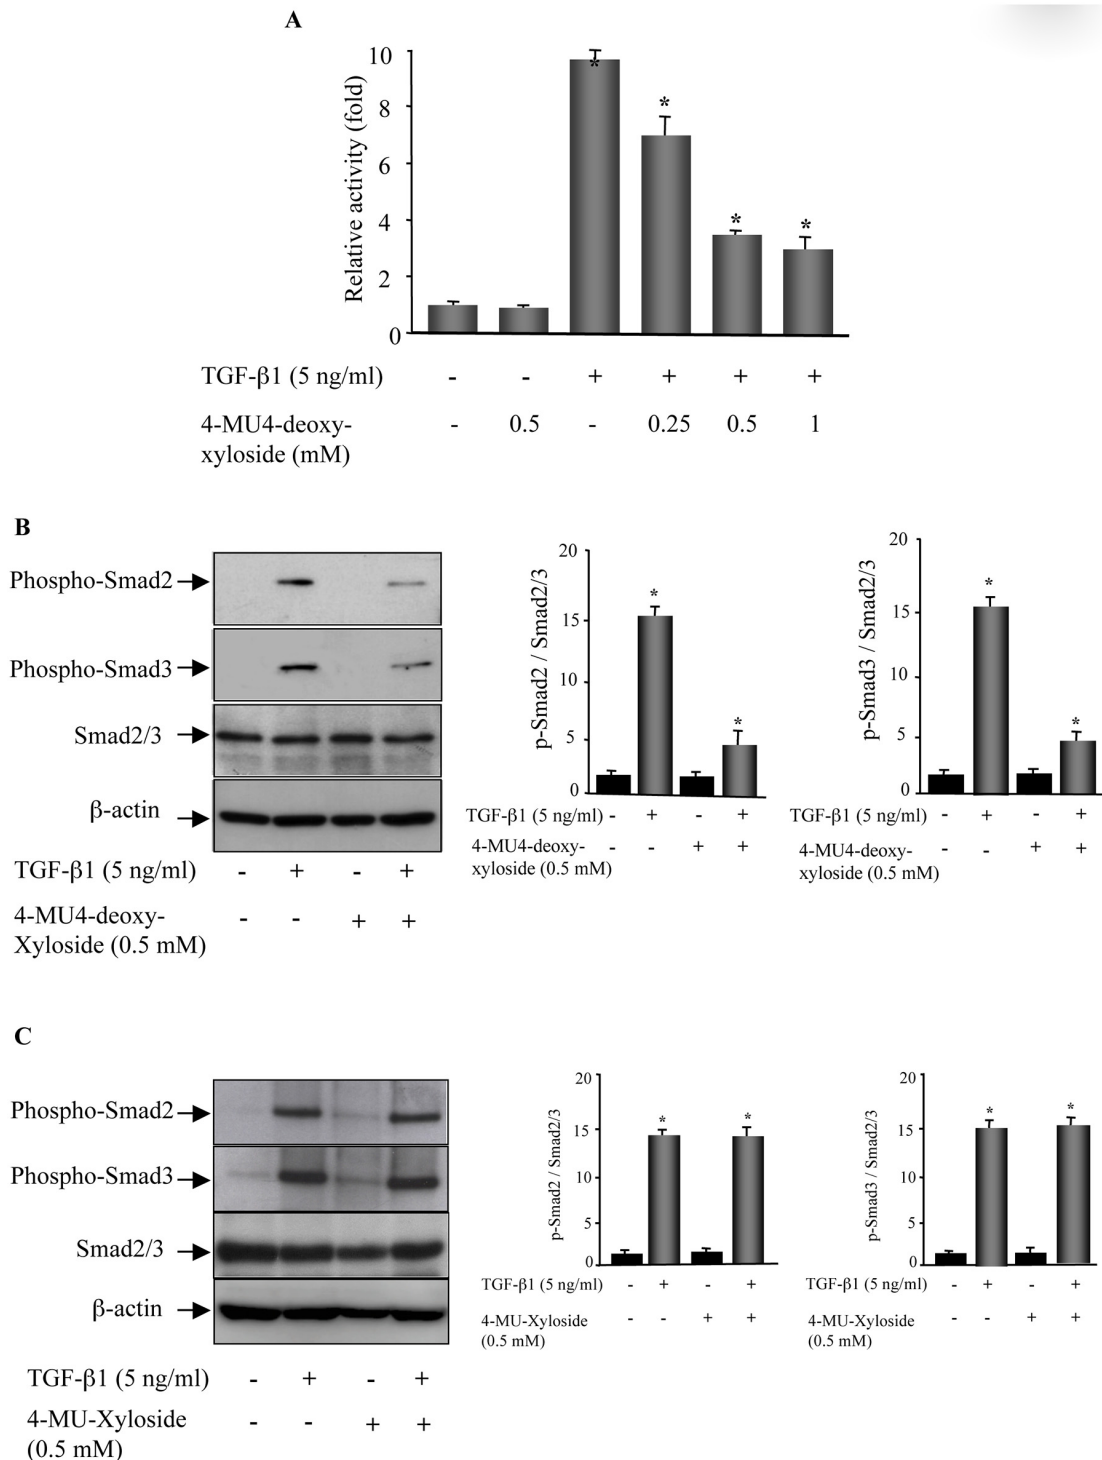 A
Relative activity (fold)
10
8
6
4
2
0
*
*
*
*
TGF-β1 (5 ng/ml) - - + + + +
4-MU4-deoxy-
xyloside (mM)
- 0.5 - 0.25 0.5 1
B
Phospho-Smad2
Phospho-Smad3
Smad2/3
β-actin
TGF-β1 (5 ng/ml) - + - +
4-MU4-deoxy-
Xyloside (0.5 mM)
- - + +
p-Smad2 / Smad2/3
20
15
10
5
0
*
*
TGF-β1 (5 ng/ml) - + - +
4-MU4-deoxy-
xyloside (0.5 mM)
- - + +
p-Smad3 / Smad2/3
20
15
10
5
0
*
*
TGF-β1 (5 ng/ml) - + - +
4-MU4-deoxy-
xyloside (0.5 mM)
- - + +
C
Phospho-Smad2
Phospho-Smad3
Smad2/3
β-actin
TGF-β1 (5 ng/ml) - + - +
4-MU-Xyloside
(0.5 mM)
- - + +
p-Smad2 / Smad2/3
20
15
10
5
0
*
*
TGF-β1 (5 ng/ml) - + - +
4-MU-Xyloside
(0.5 mM)
- - + +
p-Smad3 / Smad2/3
20
15
10
5
0
*
*
TGF-β1 (5 ng/ml) - + - +
4-MU-Xyloside
(0.5 mM)
- - + +